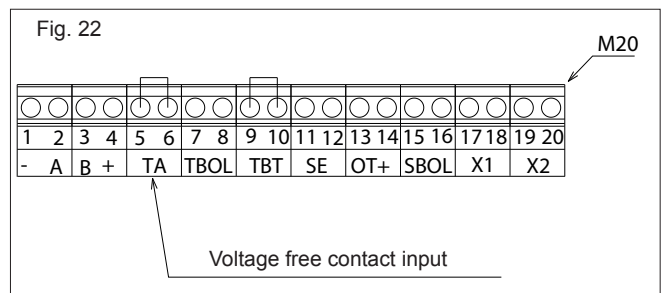 Fig. 22
M20
1 2 3 4 5 6 7 8 9 10 11 12 13 14 15 16 17 18 19 20
- A B + TA TBOL TBT SE OT+ SBOL X1 X2
Voltage free contact input